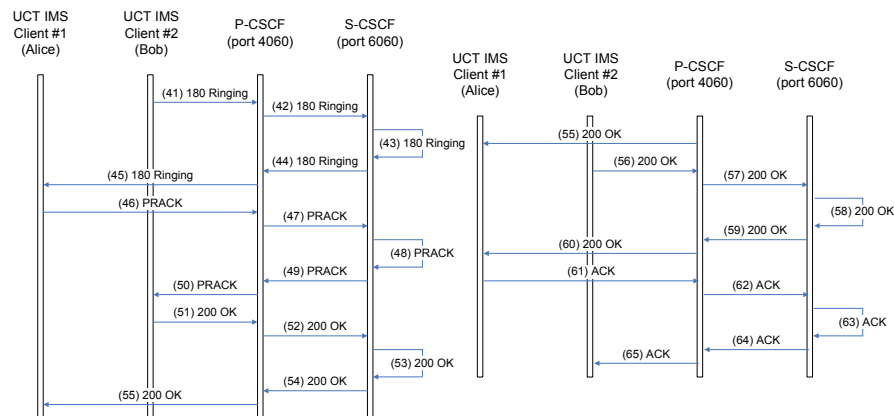 UCT IMS
Client #1
(Alice)
UCT IMS
Client #2
(Bob)
P-CSCF
(port 4060)
S-CSCF
(port 6060)
(41) 180 Ringing
(42) 180 Ringing
(43) 180 Ringing
(44) 180 Ringing
(45) 180 Ringing
(46) PRACK
(47) PRACK
(48) PRACK
(49) PRACK
(50) PRACK
(51) 200 OK
(52) 200 OK
(53) 200 OK
(54) 200 OK
(55) 200 OK
UCT IMS
Client #1
(Alice)
UCT IMS
Client #2
(Bob)
P-CSCF
(port 4060)
S-CSCF
(port 6060)
(55) 200 OK
(56) 200 OK
(57) 200 OK
(58) 200 OK
(59) 200 OK
(60) 200 OK
(61) ACK
(62) ACK
(63) ACK
(64) ACK
(65) ACK